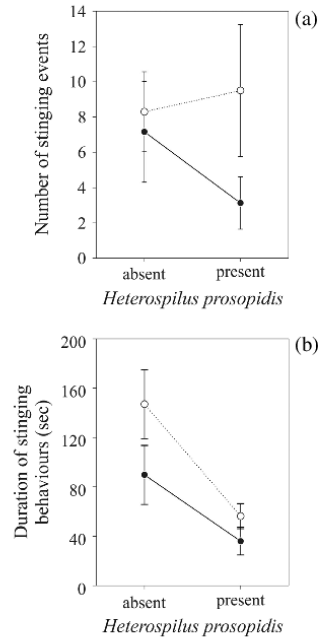 (a)
Number of stinging events
14
12
10
8
6
4
2
0
absent present
Heterospilus prosopidis
(b)
Duration of stinging
behaviours (sec)
200
160
120
80
40
0
absent present
Heterospilus prosopidis